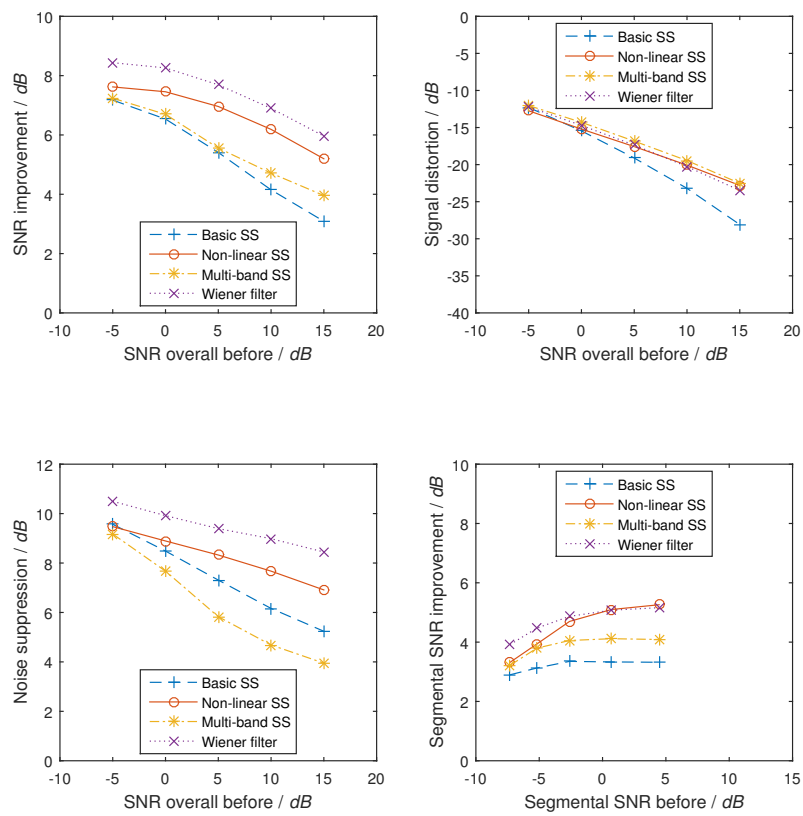 10
8
6
4
2
0
SNR improvement / dB
-10
-5
0
5
10
15
20
SNR overall before / dB
Basic SS
Non-linear SS
Multi-band SS
Wiener filter
0
-5
-10
-15
-20
-25
-30
-35
-40
Signal distortion / dB
-10
-5
0
5
10
15
20
SNR overall before / dB
Basic SS
Non-linear SS
Multi-band SS
Wiener filter
12
10
8
6
4
2
0
Noise suppression / dB
-10
-5
0
5
10
15
20
SNR overall before / dB
Basic SS
Non-linear SS
Multi-band SS
Wiener filter
10
8
6
4
2
0
Segmental SNR improvement / dB
-10
-5
0
5
10
15
Segmental SNR before / dB
Basic SS
Non-linear SS
Multi-band SS
Wiener filter